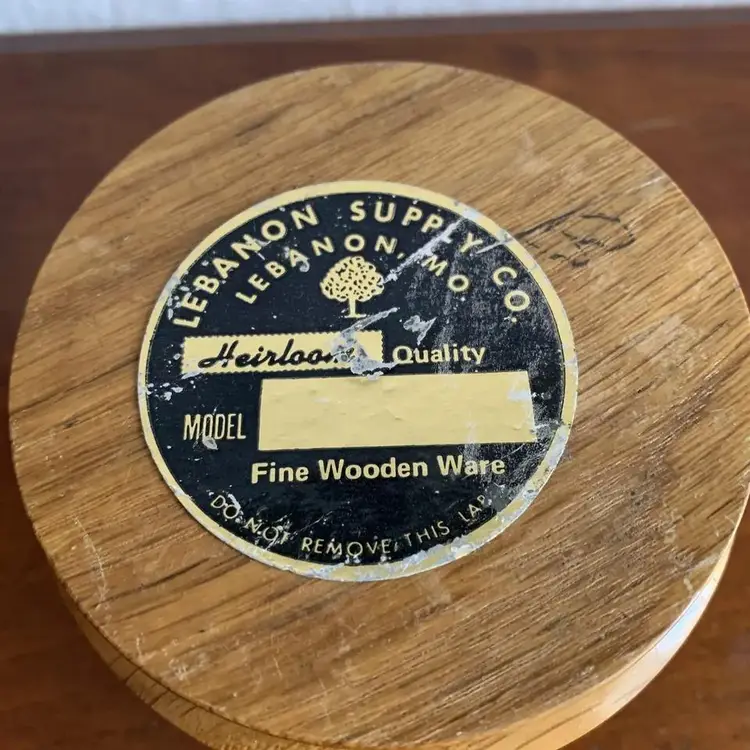 LEBANON SUPPLY CO.
LEBANON, MO
Heirloom Quality
MODEL
Fine Wooden Ware
DO NOT REMOVE THIS